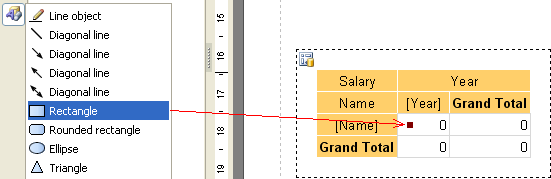 Line object
Diagonal line
Diagonal line
Diagonal line
Diagonal line
Rectangle
Rounded rectangle
Ellipse
Triangle
15
16
17
18
19
Salary Year
Name [Year] Grand Total
[Name] 0 0
Grand Total 0 0